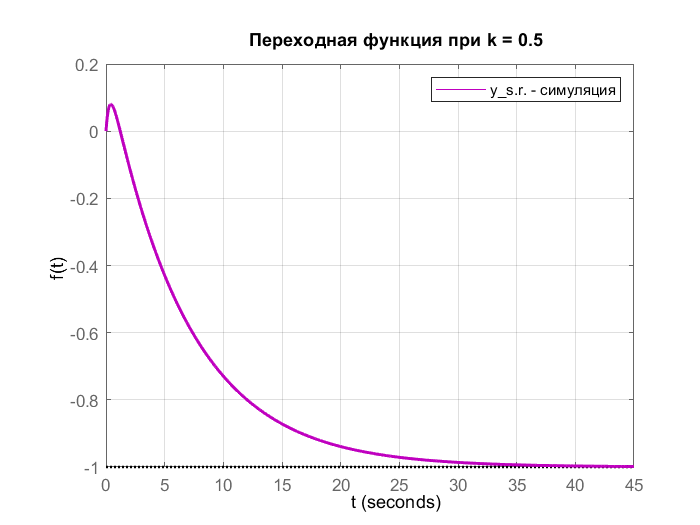 Переходная функция при k = 0.5
y_s.r. - симуляция
f(t)
0.2
0
-0.2
-0.4
-0.6
-0.8
-1
0 5 10 15 20 25 30 35 40 45
t (seconds)